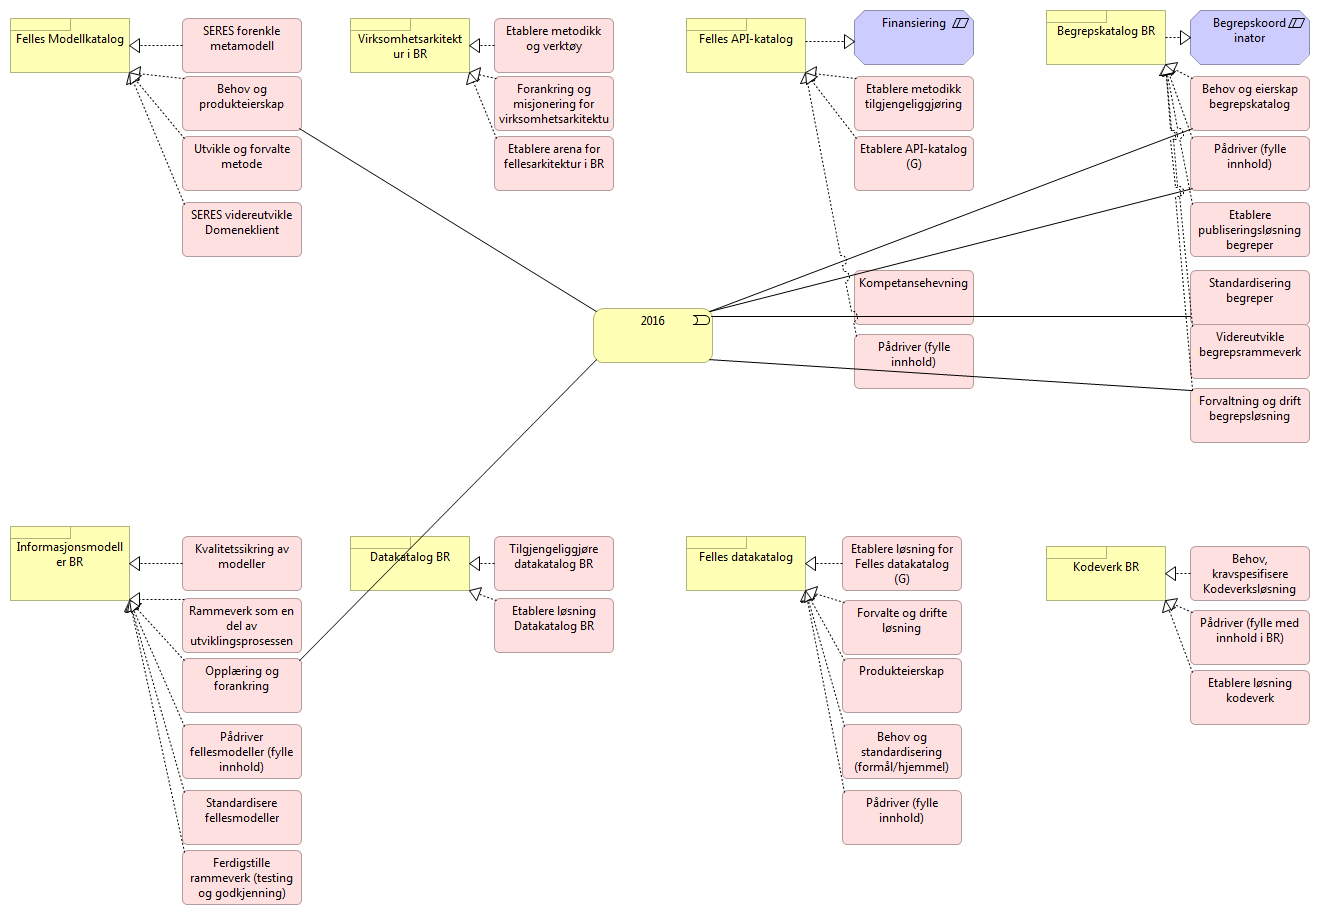 Felles Modellkatalog
SERES forenkle
metamodell
Behov og
produkteierskap
Utvikle og forvalte
metode
SERES videreutvikle
Domeneklient
Virksomhetsarkitekt
ur i BR
Etablere metodikk
og verktøy
Forankring og
misjonering for
virksomhetsarkitektu
Etablere arena for
fellesarkitektur i BR
Felles API-katalog
Finansiering
Etablere metodikk
tilgjengeliggjøring
Etablere API-katalog
(G)
Kompetansehevning
Pådriver (fylle
innhold)
Begrepskatalog BR
Begrepskoord
inator
Behov og eierskap
begrepskatalog
Pådriver (fylle
innhold)
Etablere
publiseringsløsning
begreper
Standardisering
begreper
Videreutvikle
begrepsrammeverk
Forvaltning og drift
begrepsløsning
2016
Informasjonsmodell
er BR
Kvalitetssikring av
modeller
Rammeverk som en
del av
utviklingsprosessen
Opplæring og
forankring
Pådriver
fellesmodeller (fylle
innhold)
Standardisere
fellesmodeller
Ferdigstille
rammeverk (testing
og godkjenning)
Datakatalog BR
Tilgjengeliggjøre
datakatalog BR
Etablere løsning
Datakatalog BR
Felles datakatalog
Etablere løsning for
Felles datakatalog
(G)
Forvalte og drifte
løsning
Produkteierskap
Behov og
standardisering
(formål/hjemmel)
Pådriver (fylle
innhold)
Kodeverk BR
Behov,
kravspesifisere
Kodeverksløsning
Pådriver (fylle med
innhold i BR)
Etablere løsning
kodeverk